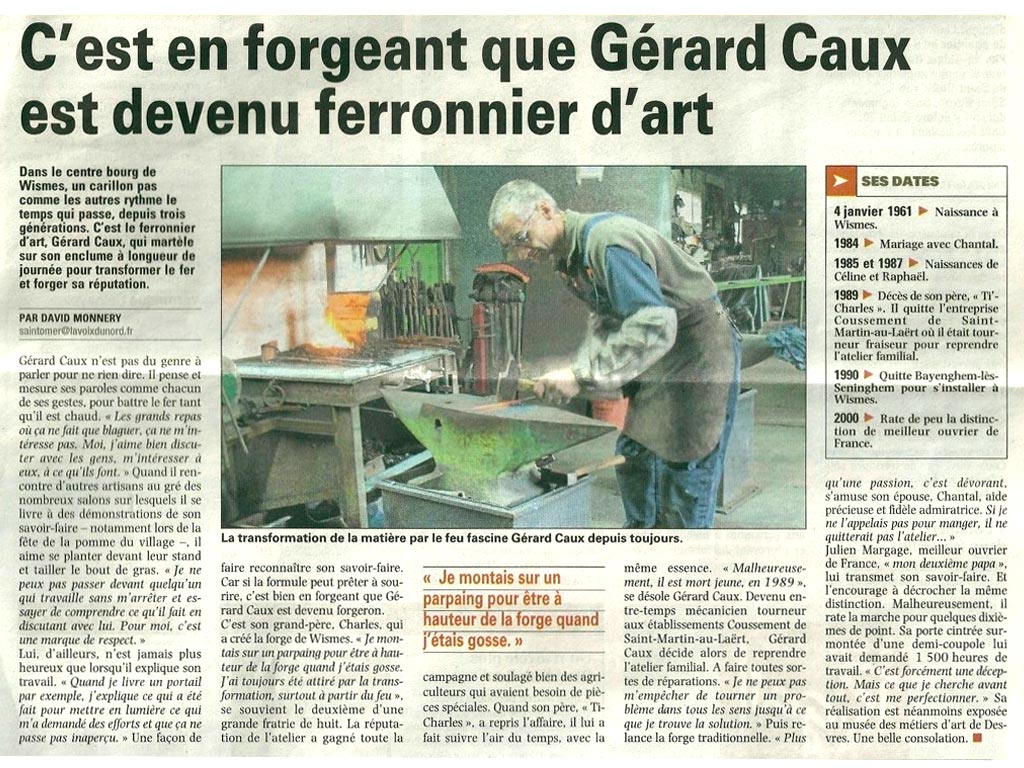 C'est en forgeant que Gérard Caux
est devenu ferronnier d'art
Dans le centre bourg de
Wismes, un carillon pas
comme les autres rythme le
temps qui passe, depuis trois
générations. C'est le ferronnier
d'art, Gérard Caux, qui martèle
sur son enclume à longueur de
journée pour transformer le fer
et forger sa réputation.
PAR DAVID MONNERY
saintomer@lavoixdunord.fr
Gérard Caux n'est pas du genre à
parler pour ne rien dire. Il pense et
mesure ses paroles comme chacun
de ses gestes, pour battre le fer tant
qu'il est chaud. « Les grands repas
où ça ne fait que blaguer, ça ne m'in-
téresse pas. Moi, j'aime bien discu-
ter avec les gens, m'intéresser à
eux, à ce qu'ils font. » Quand il ren-
contre d'autres artisans au gré des
nombreux salons sur lesquels il se
livre à des démonstrations de son
savoir-faire – notamment lors de la
fête de la pomme du village –, il
aime se planter devant leur stand
et tailler le bout de gras. « Je ne
peux pas passer devant quelqu'un
qui travaille sans m'arrêter et es-
sayer de comprendre ce qu'il fait en
discutant avec lui. Pour moi, c'est
une marque de respect. »
Lui, d'ailleurs, n'est jamais plus
heureux que lorsqu'il explique son
travail. « Quand je livre un portail
par exemple, j'explique ce qui a été
fait pour mettre en lumière ce qui
m'a demandé des efforts et que ça ne
passe pas inaperçu. » Une façon de
La transformation de la matière par le feu fascine Gérard Caux depuis toujours.
faire reconnaître son savoir-faire.
Car si la formule peut prêter à sou-
rire, c'est bien en forgeant que Gé-
rard Caux est devenu forgeron.
C'est son grand-père, Charles, qui
a créé la forge de Wismes. « Je mon-
tais sur un parpaing pour être à hau-
teur de la forge quand j'étais gosse.
J'ai toujours été attiré par la trans-
formation, surtout à partir du feu »,
se souvient le deuxième d'une
grande fratrie de huit. La réputa-
tion de l'atelier a gagné toute la
« Je montais sur un
parpaing pour être à
hauteur de la forge quand
j'étais gosse. »
campagne et soulagé bien des agri-
culteurs qui avaient besoin de piè-
ces spéciales. Quand son père, « Ti-
Charles », a repris l'affaire, il lui a
fait suivre l'air du temps, avec la
même essence. « Malheureuse-
ment, il est mort jeune, en 1989 »,
se désole Gérard Caux. Devenu en-
tre-temps mécanicien tourneur
aux établissements Coussement de
Saint-Martin-au-Laërt, Gérard
Caux décide alors de reprendre
l'atelier familial. A faire toutes sor-
tes de réparations. « Je ne peux pas
m'empêcher de tourner un pro-
blème dans tous les sens jusqu'à ce
que je trouve la solution. » Puis re-
lance la forge traditionnelle. « Plus
SES DATES
4 janvier 1961 ► Naissance à
Wismes.
1984 ► Mariage avec Chantal.
1985 et 1987 ► Naissances de
Céline et Raphaël.
1989 ► Décès de son père, « Ti-
Charles ». Il quitte l'entreprise
Coussement de Saint-
Martin-au-Laërt où il était tour-
neur fraiseur pour reprendre
l'atelier familial.
1990 ► Quitte Bayenghem-lès-
Seninghem pour s'installer à
Wismes.
2000 ► Rate de peu la distinc-
tion de meilleur ouvrier de
France.
qu'une passion, c'est dévorant,
s'amuse son épouse, Chantal, aide
précieuse et fidèle admiratrice. Si je
ne l'appelais pas pour manger, il ne
quitterait pas l'atelier... »
Julien Margage, meilleur ouvrier
de France, « mon deuxième papa »,
lui transmet son savoir-faire. Et
l'encourage à décrocher la même
distinction. Malheureusement, il
rate la marche pour quelques dixiè-
mes de point. Sa porte cintrée sur-
montée d'une demi-coupole lui
avait demandé 1 500 heures de
travail. « C'est forcément une décep-
tion. Mais ce que je cherche avant
tout, c'est me perfectionner. » Sa
réalisation est néanmoins exposée
au musée des métiers d'art de Des-
vres. Une belle consolation. ■